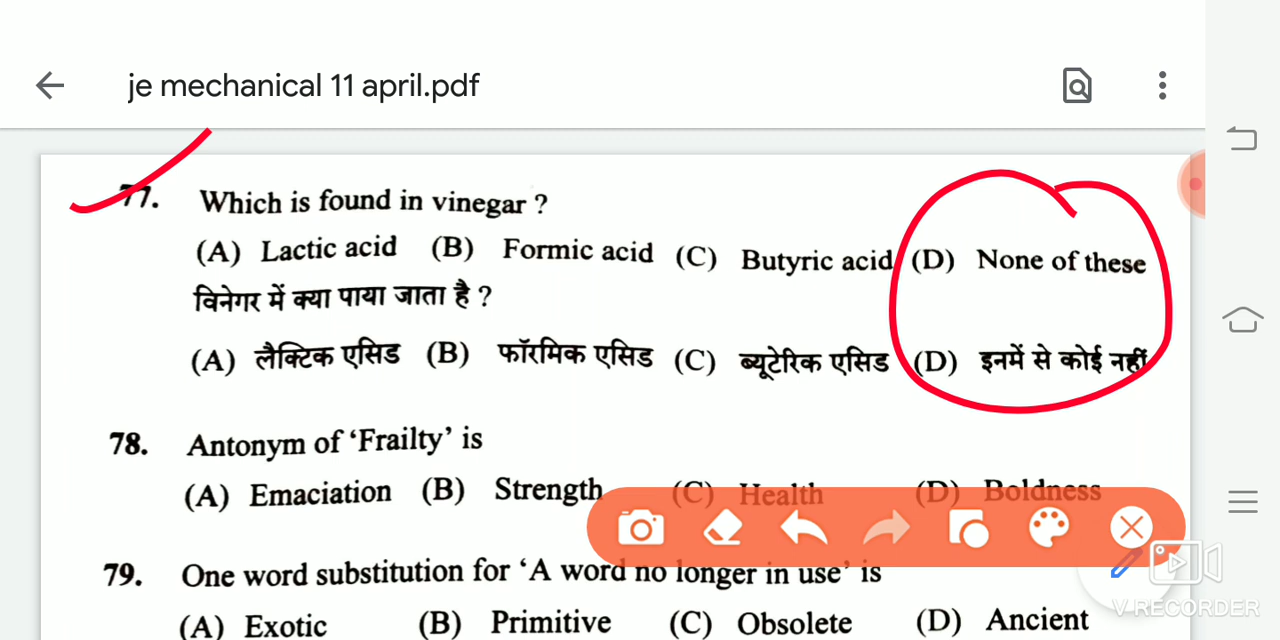 je mechanical 11 april.pdf
77. Which is found in vinegar ?
(A) Lactic acid (B) Formic acid (C) Butyric acid (D) None of these
विनेगर में क्या पाया जाता है ?
(A) लैक्टिक एसिड (B) फॉरमिक एसिड (C) ब्यूटेरिक एसिड (D) इनमें से कोई नहीं
78. Antonym of ‘Frailty’ is
(A) Emaciation (B) Strength (C) Health (D) Boldness
79. One word substitution for ‘A word no longer in use’ is
(A) Exotic (B) Primitive (C) Obsolete (D) Ancient
V RECORDER